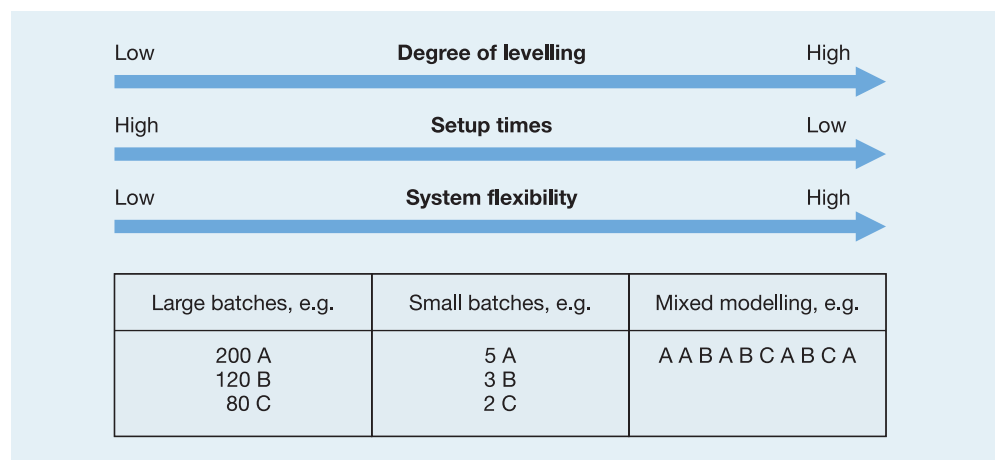 Low Degree of levelling High
High Setup times Low
Low System flexibility High
Large batches, e.g. Small batches, e.g. Mixed modelling, e.g.
200 A 5 A A A B A B C A B C A
120 B 3 B
80 C 2 C